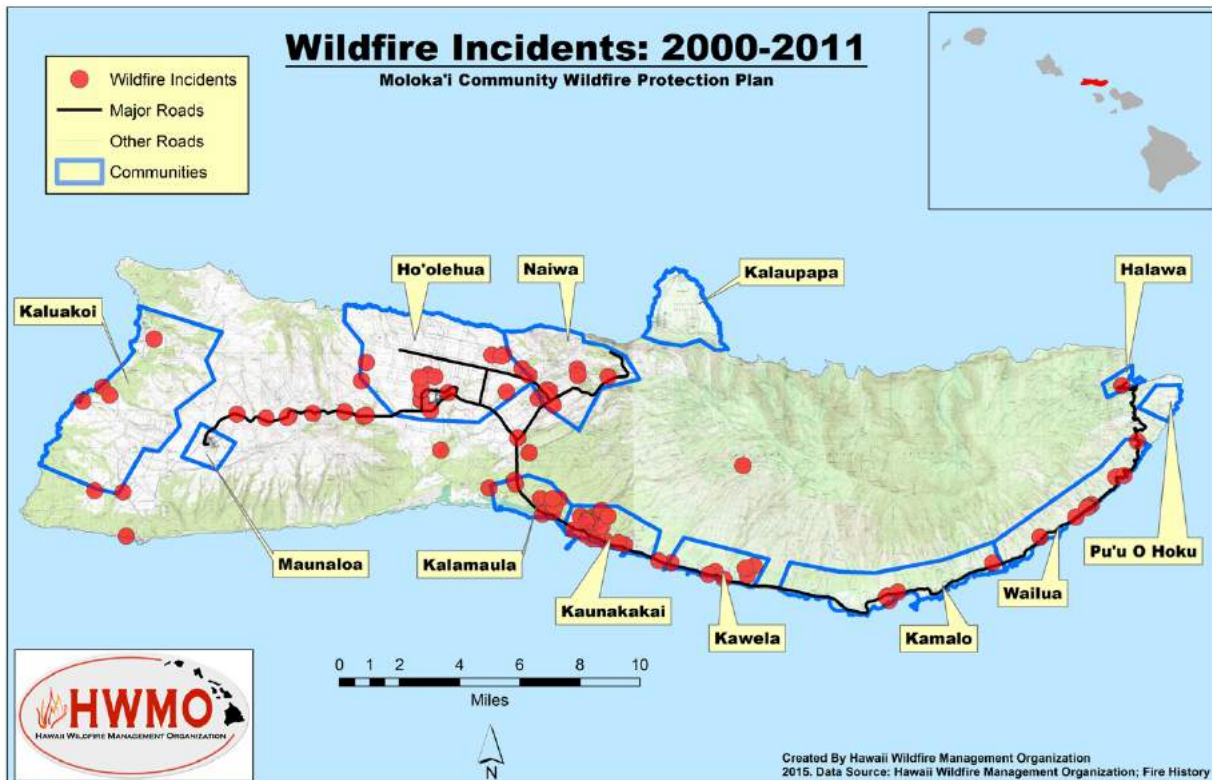 Wildfire Incidents: 2000-2011
Moloka'i Community Wildfire Protection Plan
Wildfire Incidents
Major Roads
Other Roads
Communities
Ho'olehua
Naiwa
Kalaupapa
Halawa
Kaluakoi
Maunaloa
Kalamaula
Kaunakakai
Kawela
Kamalo
Wailua
Pu'u O Hoku
0 1 2 4 6 8 10
Miles
N
HWMO
HAWAII WILDFIRE MANAGEMENT ORGANIZATION
Created By Hawaii Wildfire Management Organization
2015. Data Source: Hawaii Wildfire Management Organization; Fire History